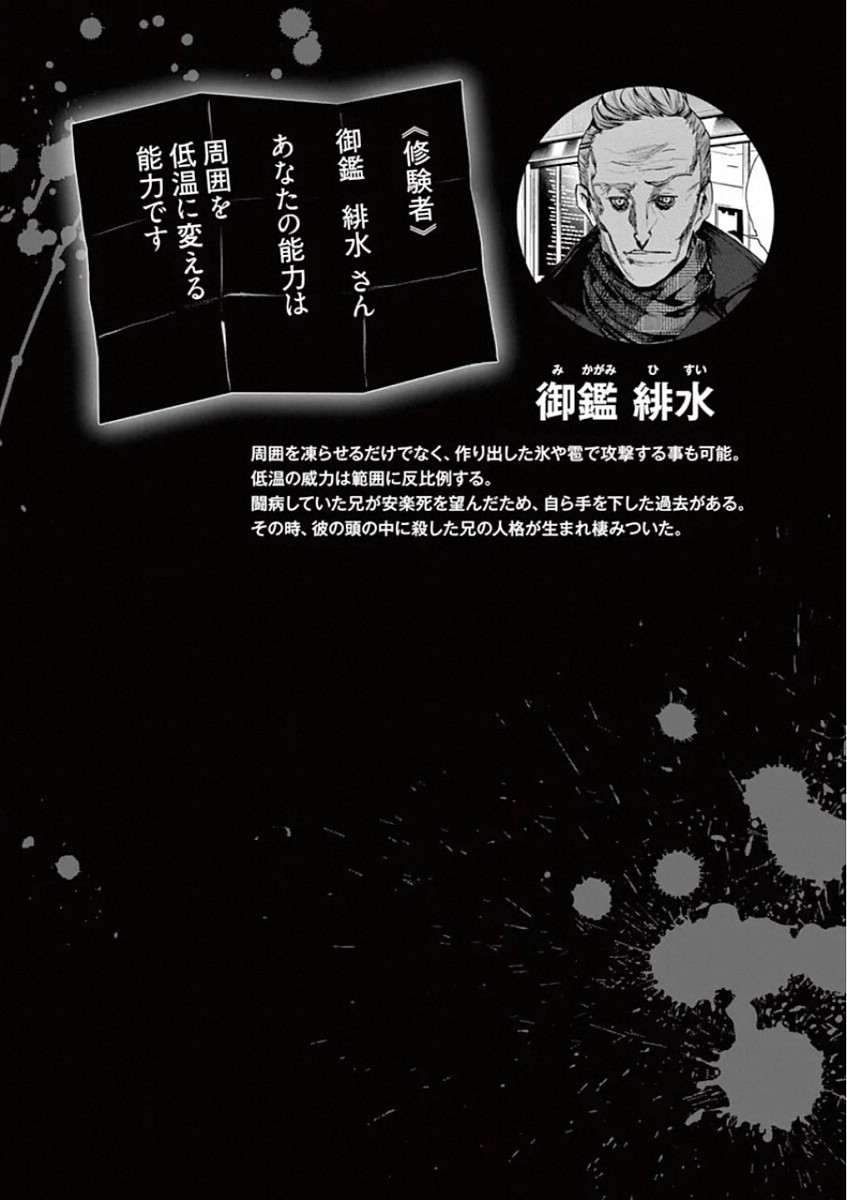 《修験者》
御鑑 緋水 さん
あなたの能力は
周囲を
低温に変える
能力です
み かがみ ひ すい
御鑑 緋水
周囲を凍らせるだけでなく、作り出した氷や雹で攻撃する事も可能。
低温の威力は範囲に反比例する。
闘病していた兄が安楽死を望んだため、自ら手を下した過去がある。
その時、彼の頭の中に殺した兄の人格が生まれ棲みついた。